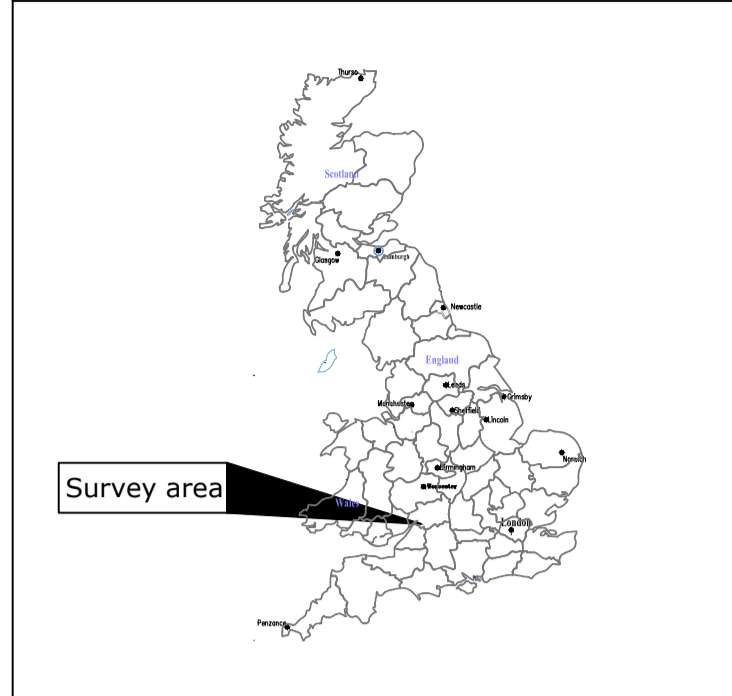 Thurso
Scotland
Glasgow
Edinburgh
Newcastle
England
Leeds
Grimsby
Manchester
Sheffield
Lincoln
Norwich
Birmingham
Worcester
Survey area
Wales
London
Penzance